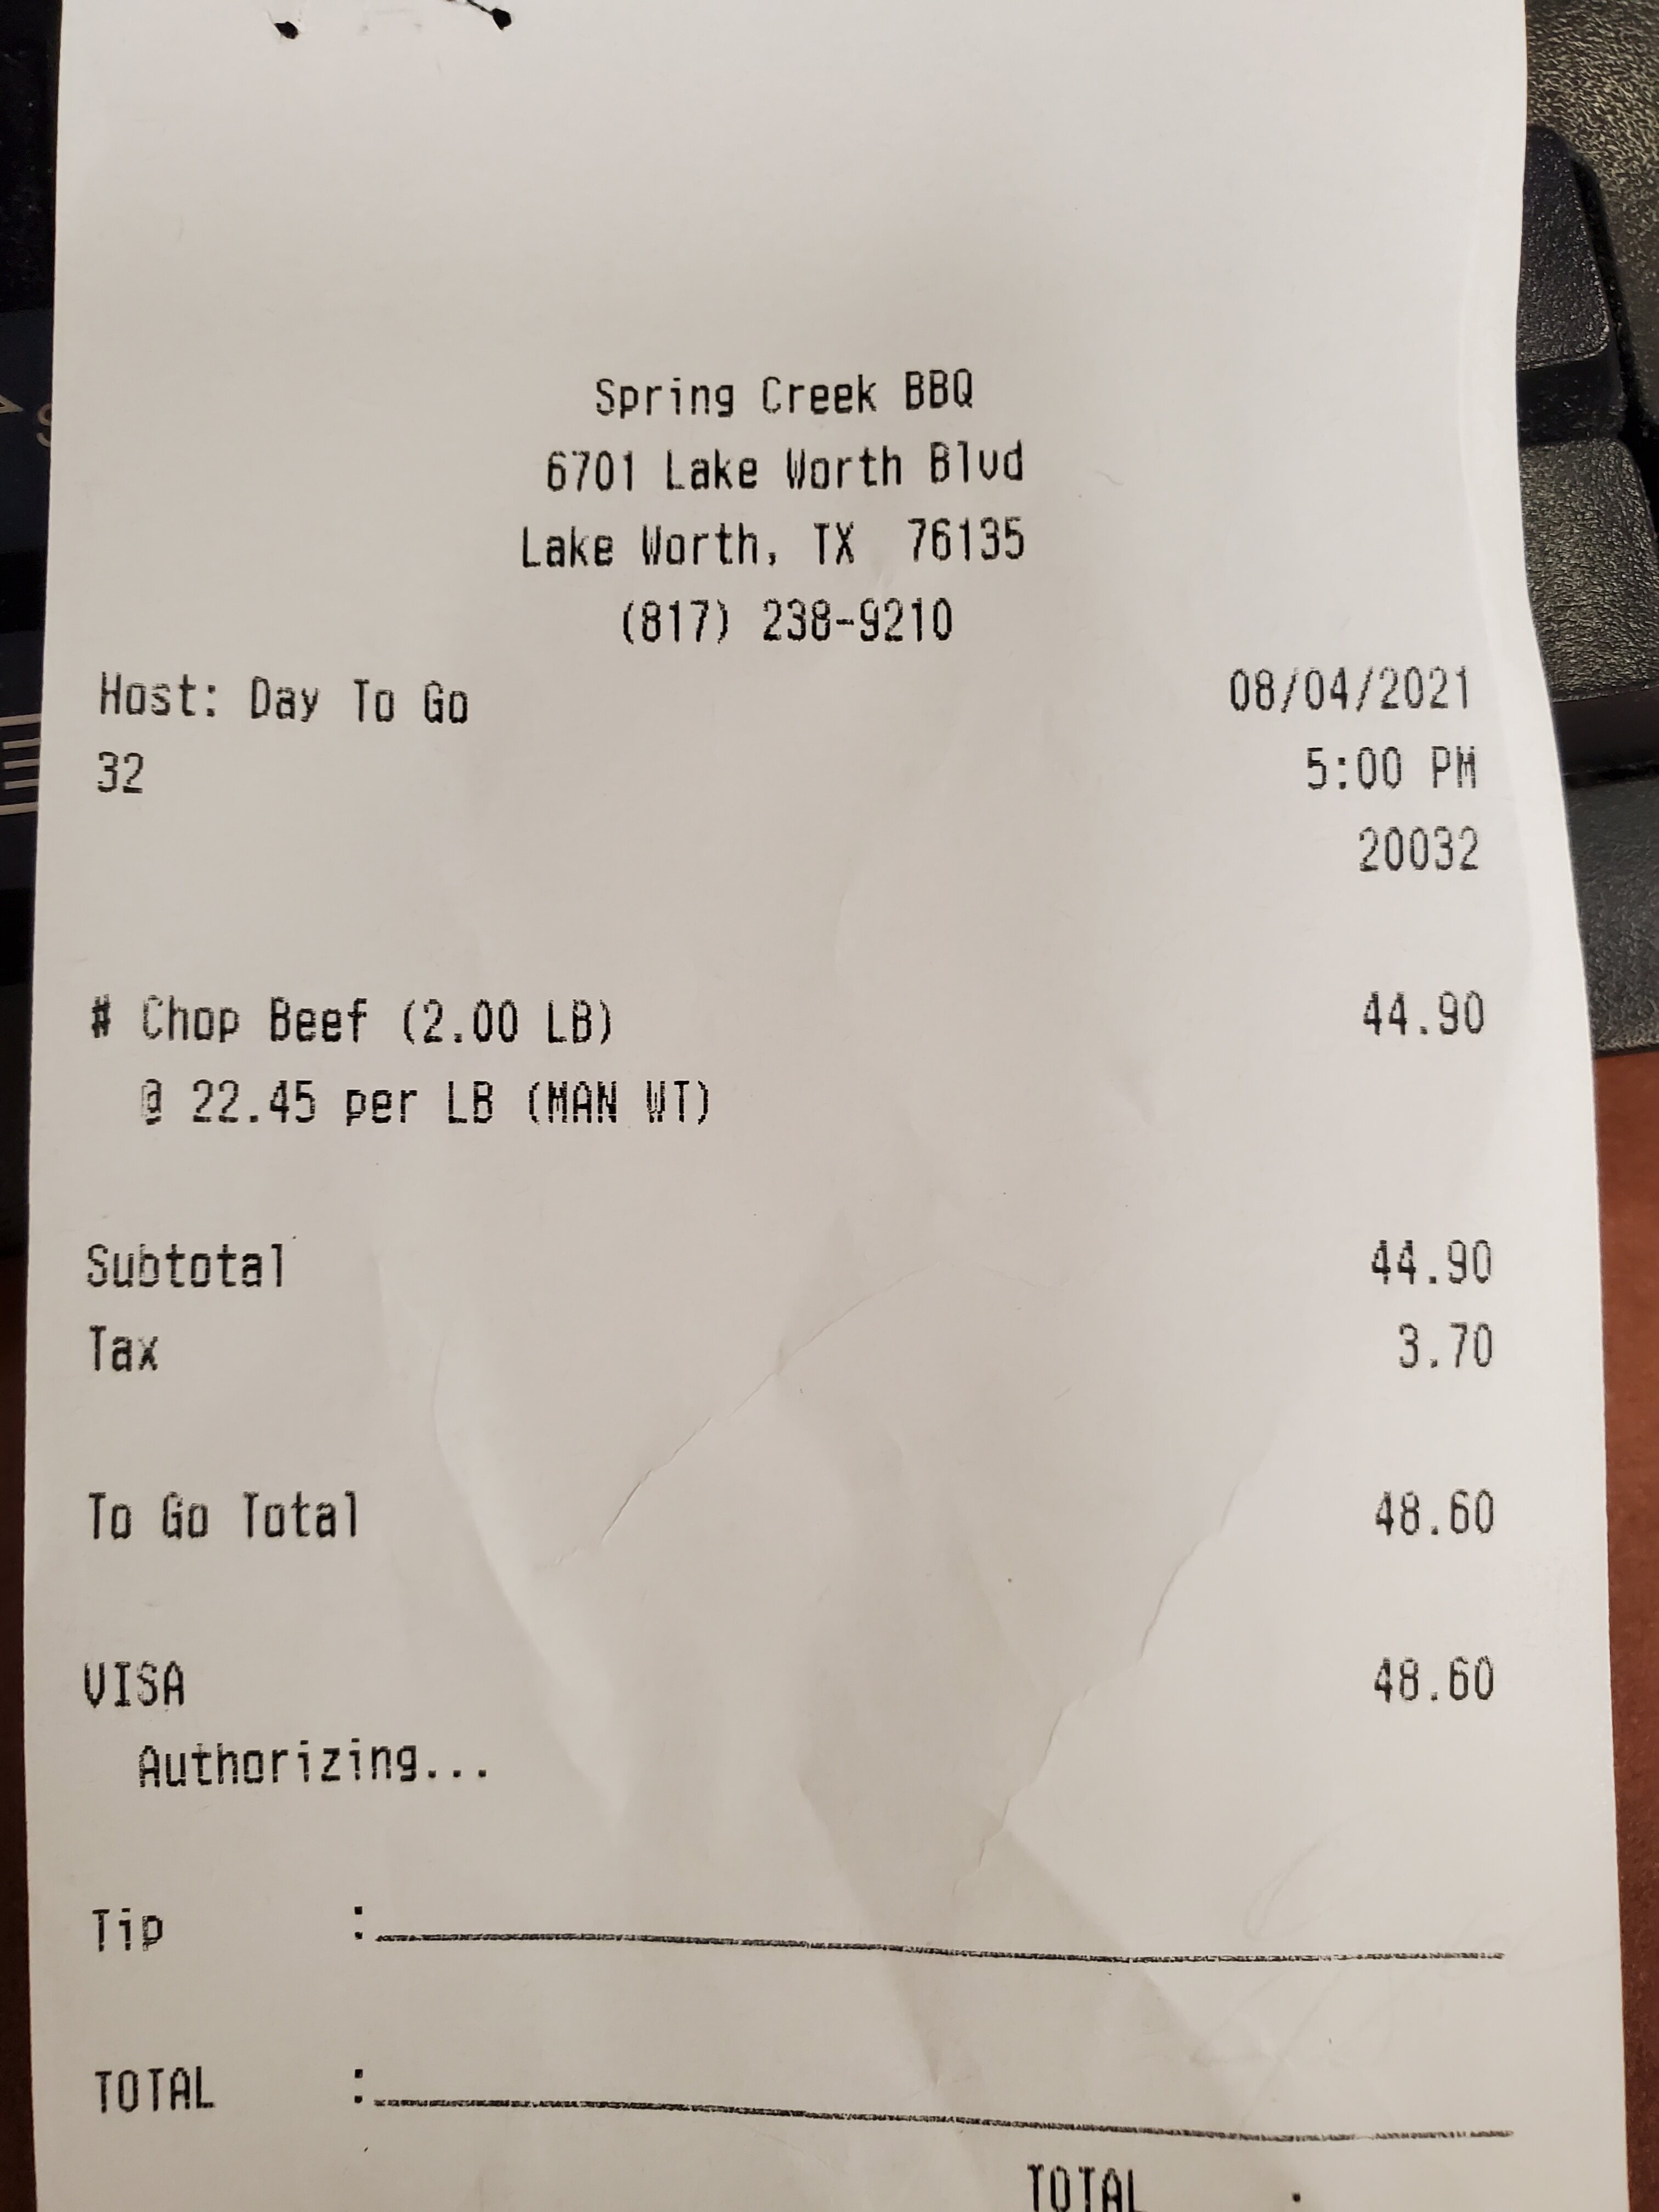 Spring Creek BBQ
6701 Lake Worth Blvd
Lake Worth, TX 76135
(817) 238-9210
Host: Day To Go 08/04/2021
32 5:00 PM
20032
# Chop Beef (2.00 LB) 44.90
@ 22.45 per LB (MAN WT)
Subtotal 44.90
Tax 3.70
To Go Total 48.60
VISA 48.60
Authorizing...
Tip :
TOTAL :
TOTAL